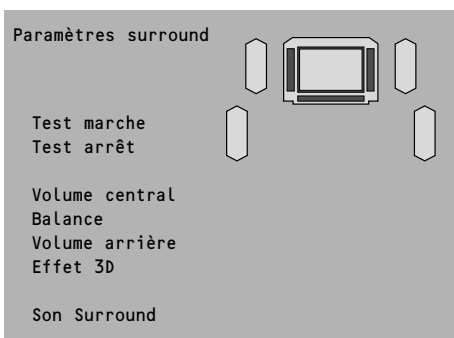 Paramètres surround
Test marche
Test arrêt
Volume central
Balance
Volume arrière
Effet 3D
Son Surround